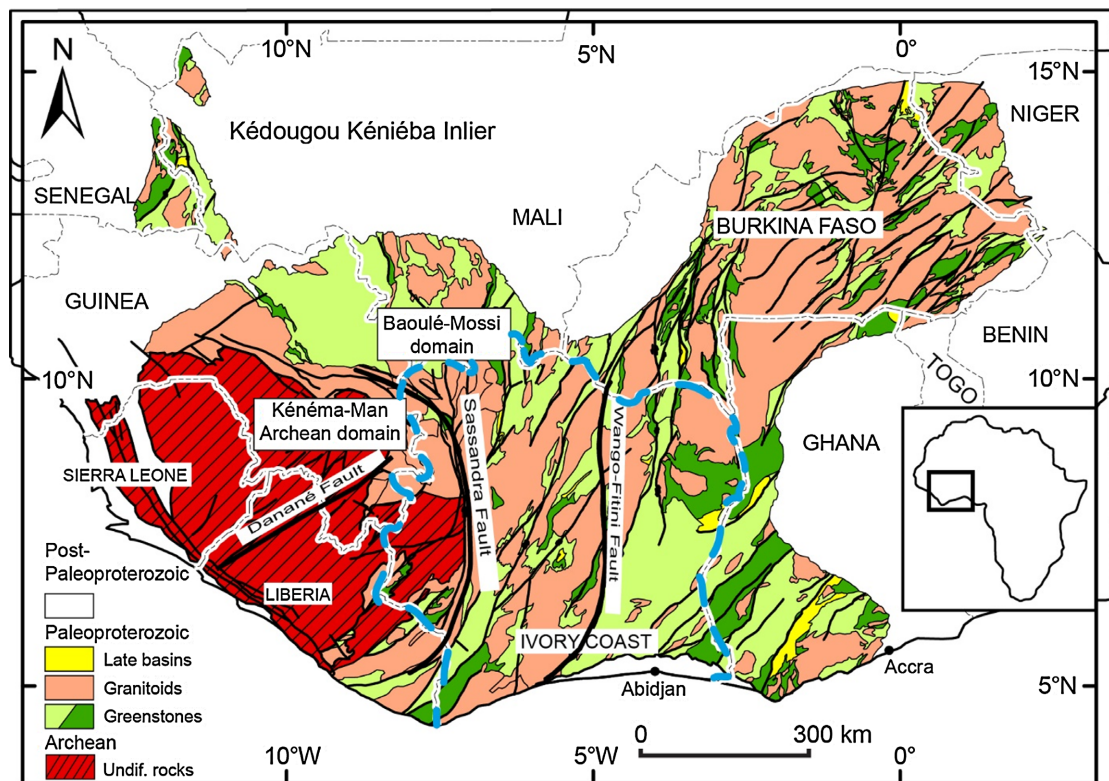 10°N
5°N
0°
15°N
N
NIGER
Kédougou Kéniéba Inlier
SENEGAL
MALI
BURKINA FASO
GUINEA
Baoulé-Mossi
domain
BENIN
TOGO
10°N
10°N
Kénéma-Man
Archean domain
Sassandra Fault
Wango-Fitini Fault
GHANA
SIERRA LEONE
Danané Fault
LIBERIA
IVORY COAST
Accra
Abidjan
5°N
Post-
Paleoproterozoic
Paleoproterozoic
Late basins
Granitoids
Greenstones
Archean
Undif. rocks
10°W
5°W
0°
0
300 km